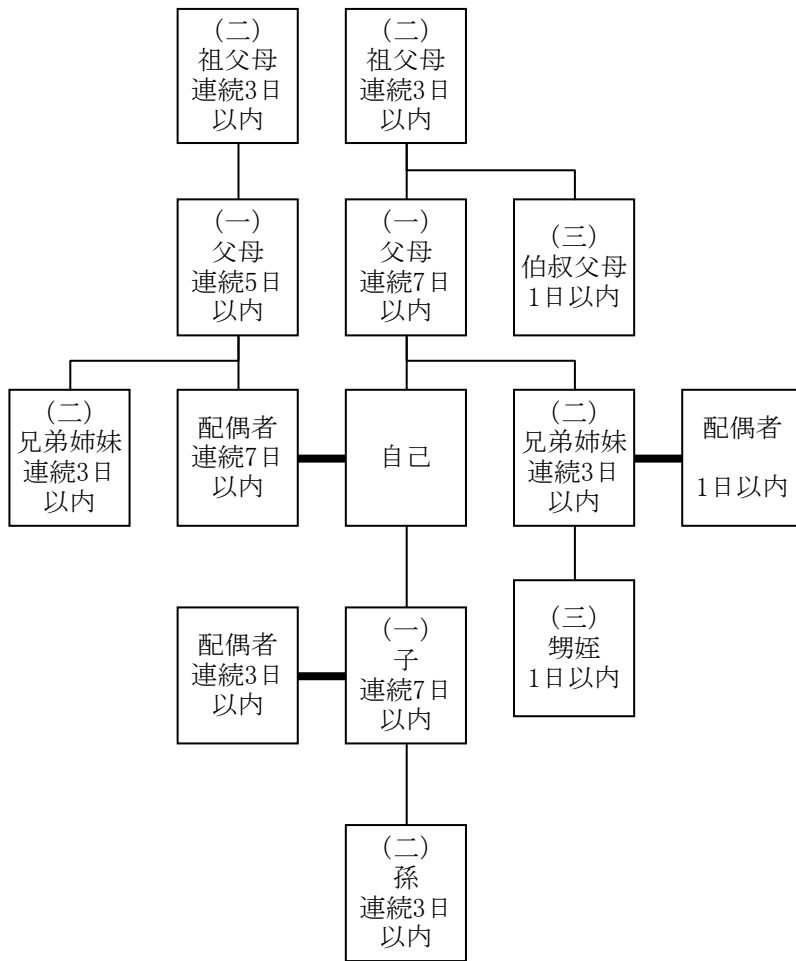 （二）
祖父母
連続3日
以内
（二）
祖父母
連続3日
以内
（一）
父母
連続5日
以内
（一）
父母
連続7日
以内
（三）
伯叔父母
1日以内
（二）
兄弟姉妹
連続3日
以内
配偶者
連続7日
以内
自己
（二）
兄弟姉妹
連続3日
以内
配偶者
1日以内
配偶者
連続3日
以内
（一）
子
連続7日
以内
（三）
甥姪
1日以内
（二）
孫
連続3日
以内